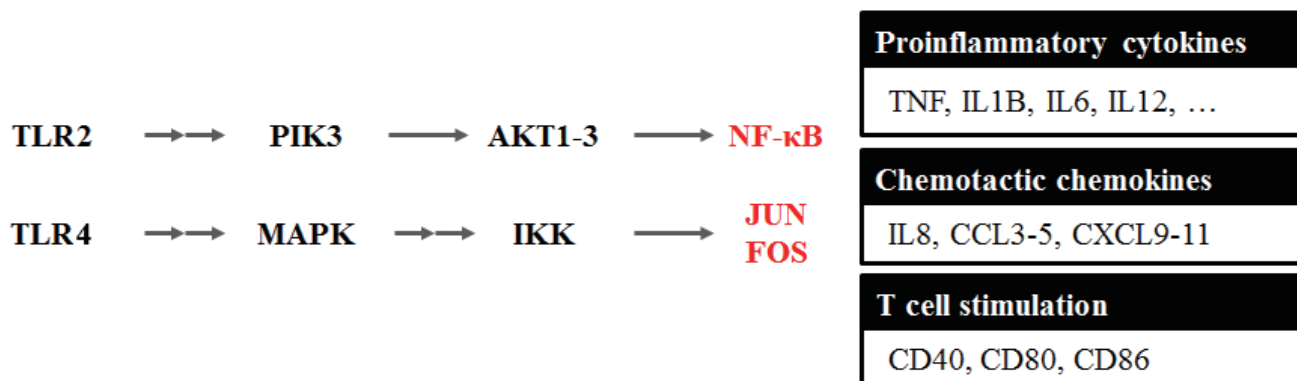 TLR2 PIK3 AKT1-3 NF-κB
TLR4 MAPK IKK JUN
FOS
Proinflammatory cytokines
TNF, IL1B, IL6, IL12, ...
Chemotactic chemokines
IL8, CCL3-5, CXCL9-11
T cell stimulation
CD40, CD80, CD86